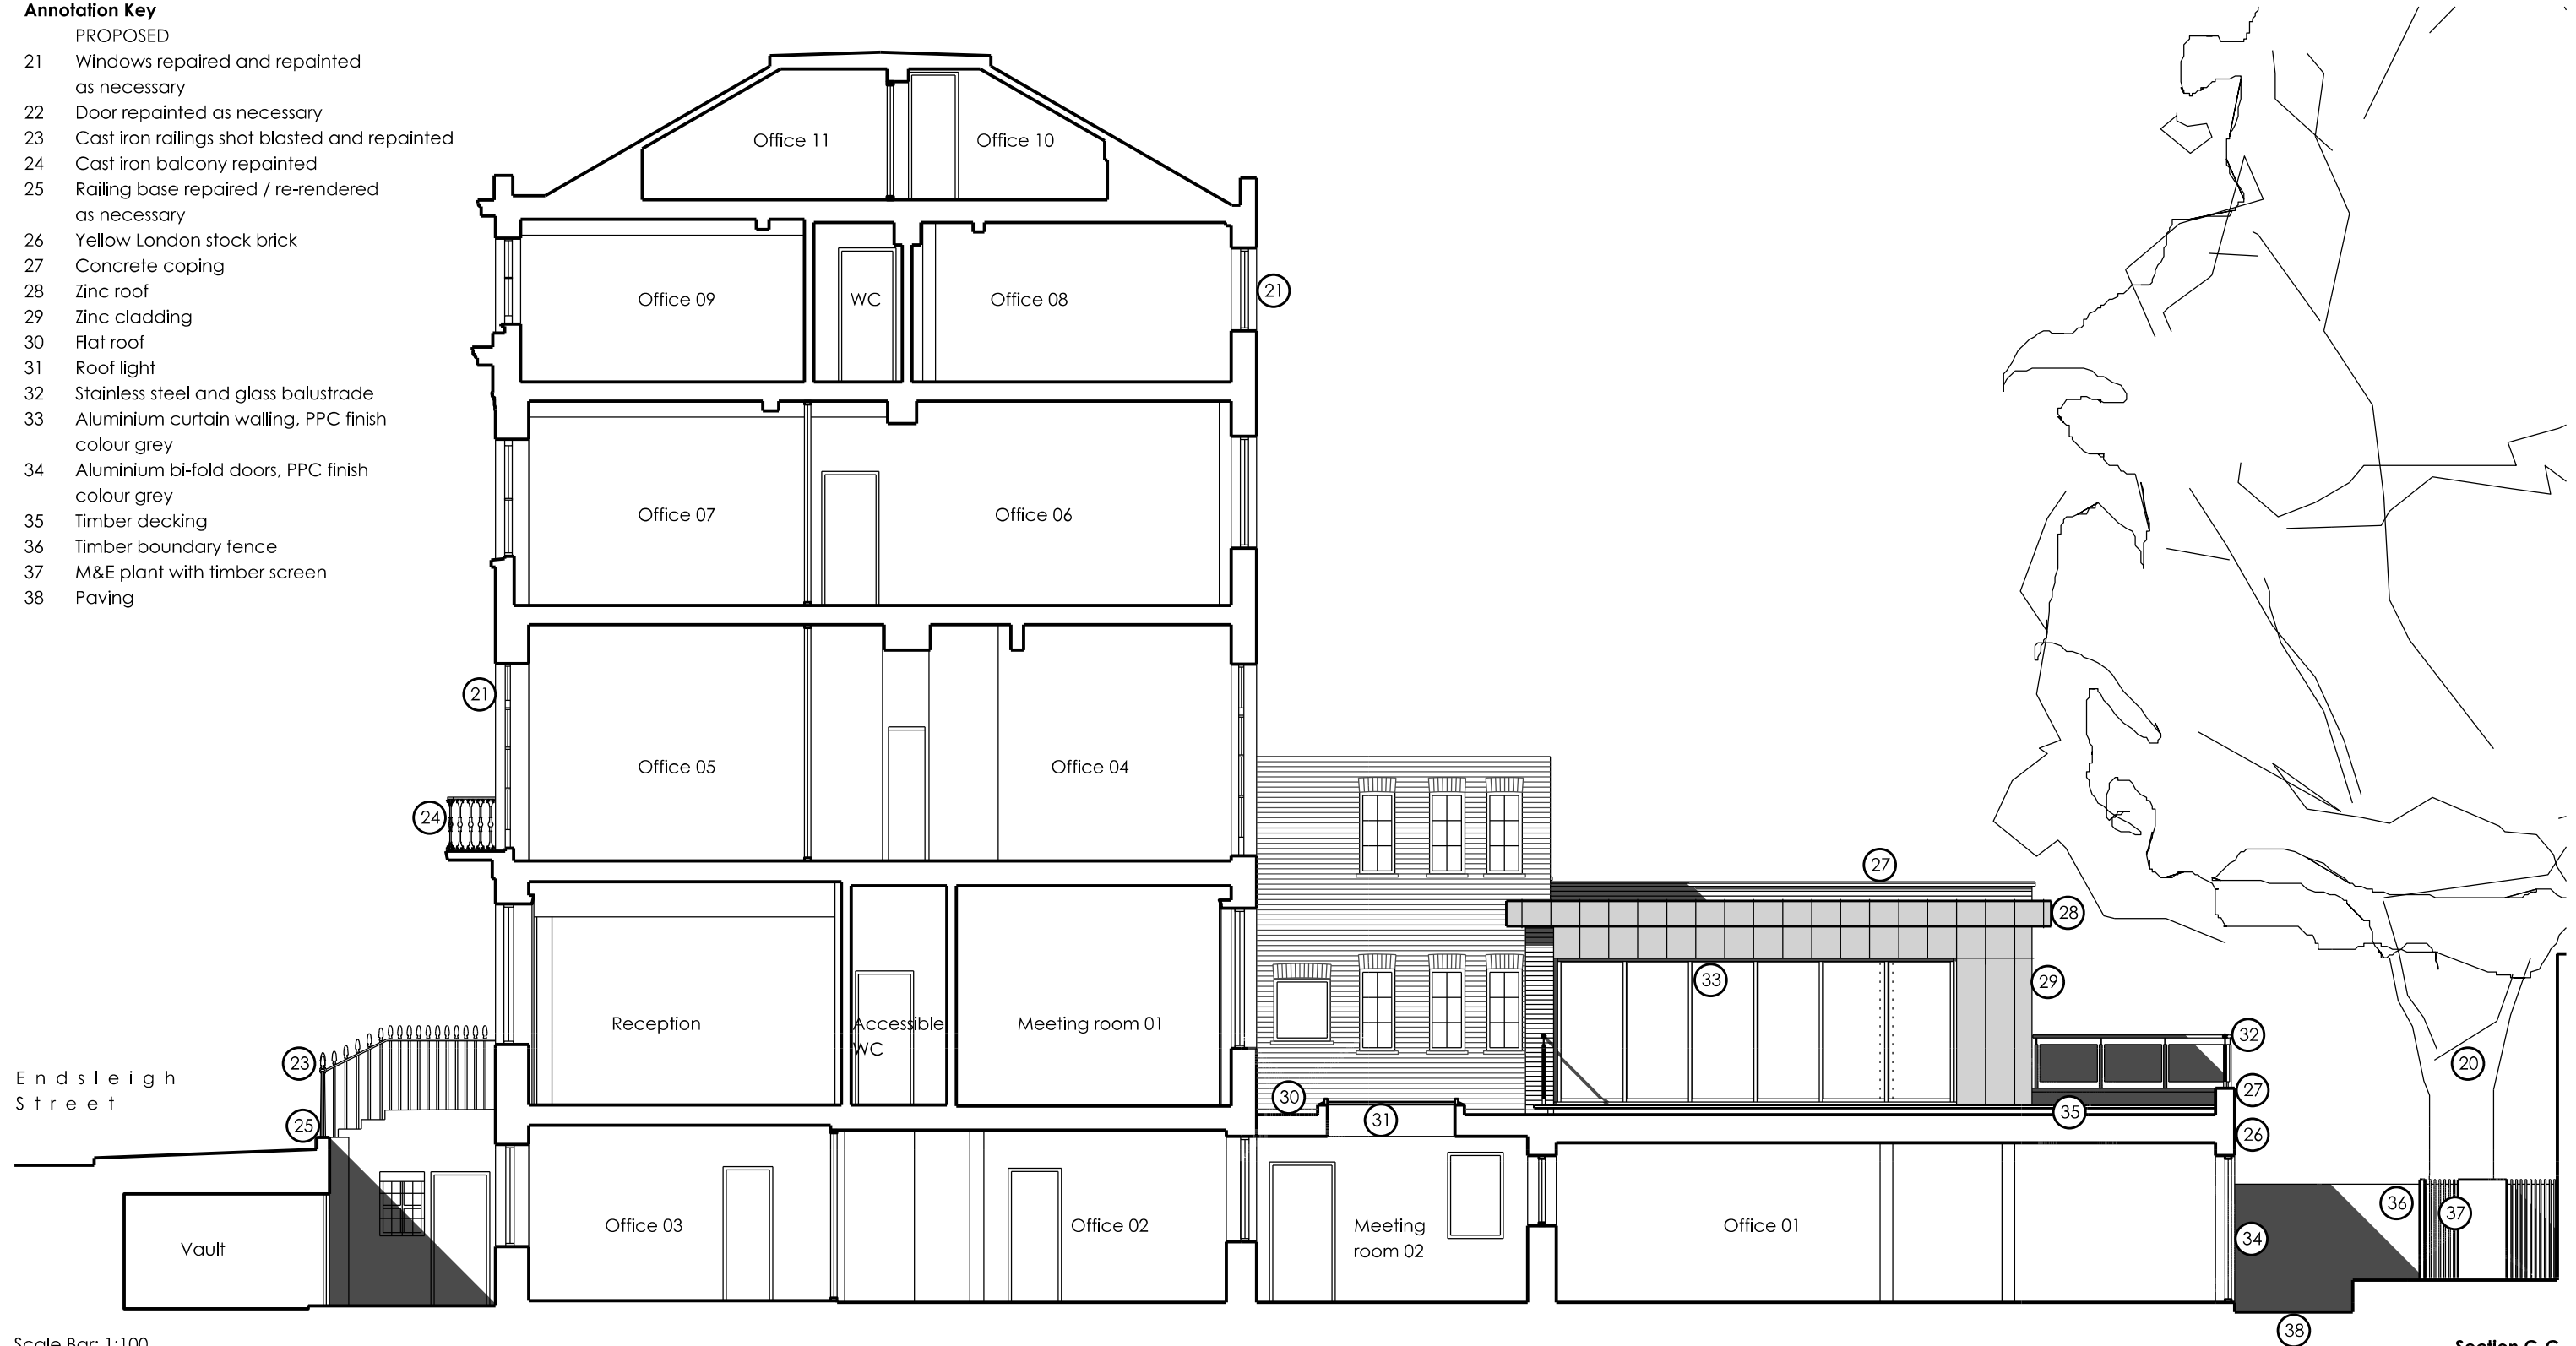 Annotation Key
PROPOSED
21 Windows repaired and repainted
as necessary
22 Door repainted as necessary
23 Cast iron railings shot blasted and repainted
24 Cast iron balcony repainted
25 Railing base repaired / re-rendered
as necessary
26 Yellow London stock brick
27 Concrete coping
28 Zinc roof
29 Zinc cladding
30 Flat roof
31 Roof light
32 Stainless steel and glass balustrade
33 Aluminium curtain walling, PPC finish
colour grey
34 Aluminium bi-fold doors, PPC finish
colour grey
35 Timber decking
36 Timber boundary fence
37 M&E plant with timber screen
38 Paving
Office 11
Office 10
Office 09
WC
Office 08
21
Office 07
Office 06
21
Office 05
Office 04
24
27
28
33
29
Reception
Accessible
WC
Meeting room 01
23
32
20
Endsleigh
Street
30
31
27
35
25
26
Vault
Office 03
Office 02
Meeting
room 02
Office 01
34
36
37
38
Scale Bar: 1:100
Section C-C